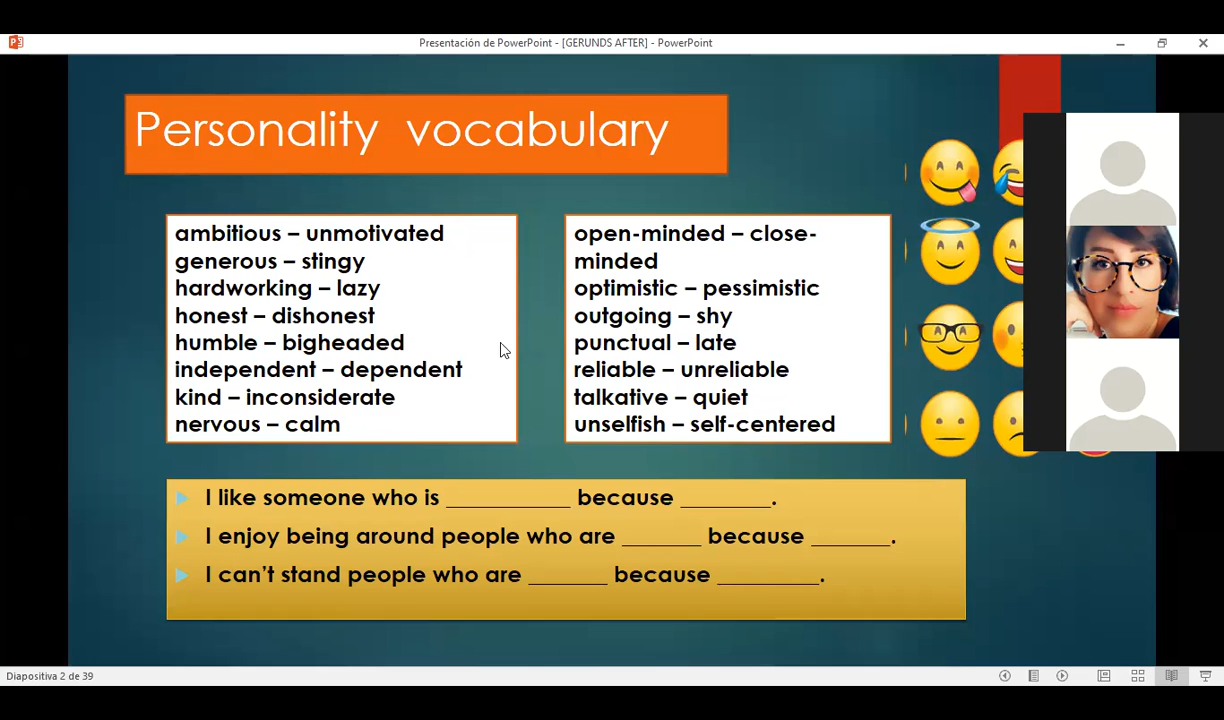 Presentación de PowerPoint - [GERUNDS AFTER] - PowerPoint
Personality vocabulary
ambitious – unmotivated
generous – stingy
hardworking – lazy
honest – dishonest
humble – bigheaded
independent – dependent
kind – inconsiderate
nervous – calm
open-minded – close-
minded
optimistic – pessimistic
outgoing – shy
punctual – late
reliable – unreliable
talkative – quiet
unselfish – self-centered
I like someone who is ___________ because ________.
I enjoy being around people who are _______ because _______.
I can't stand people who are _______ because _________.
Diapositiva 2 de 39